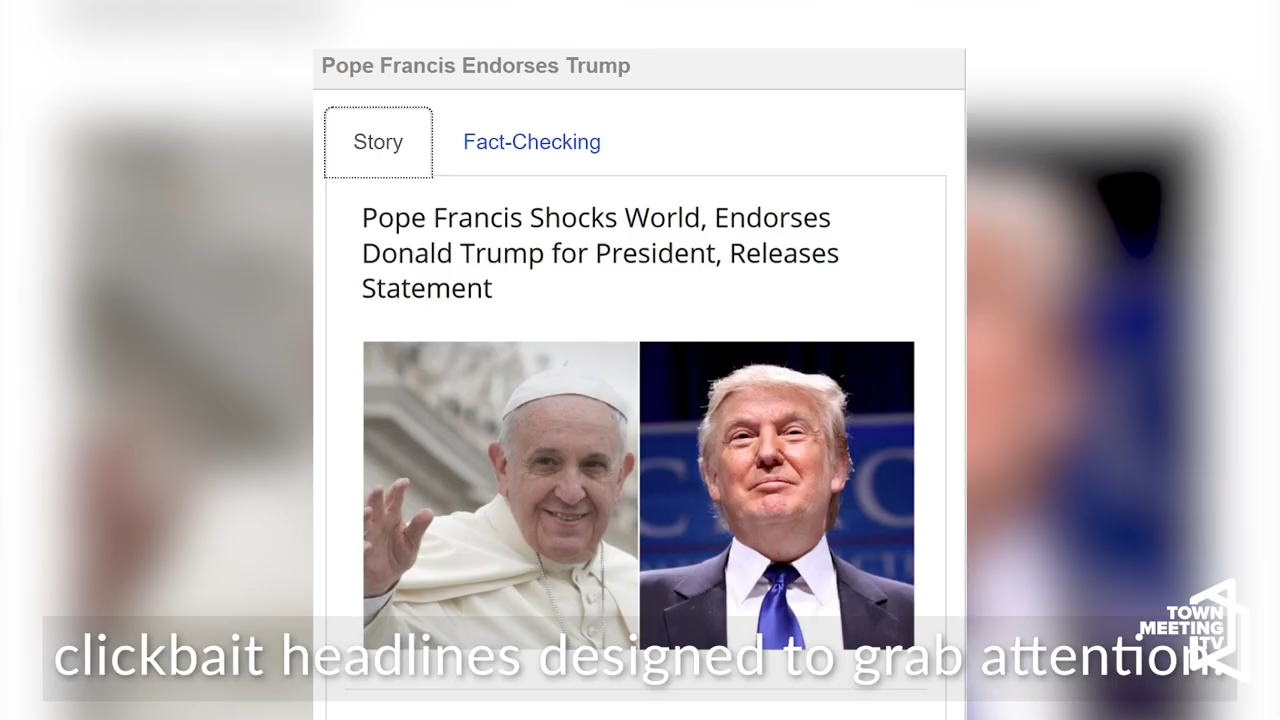 Pope Francis Endorses Trump
Story
Fact-Checking
Pope Francis Shocks World, Endorses
Donald Trump for President, Releases
Statement
clickbait headlines designed to grab attention.
TOWN
MEETING
TV